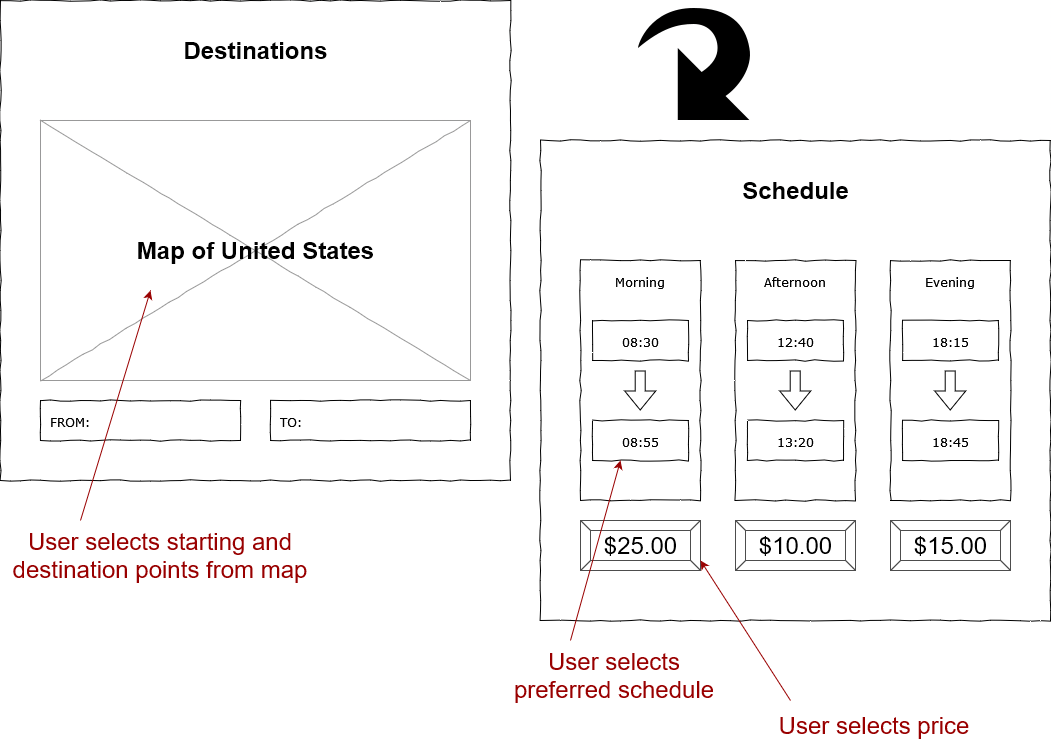 Destinations
Map of United States
FROM:
TO:
User selects starting and
destination points from map
Schedule
Morning
08:30
08:55
$25.00
Afternoon
12:40
13:20
$10.00
Evening
18:15
18:45
$15.00
User selects
preferred schedule
User selects price